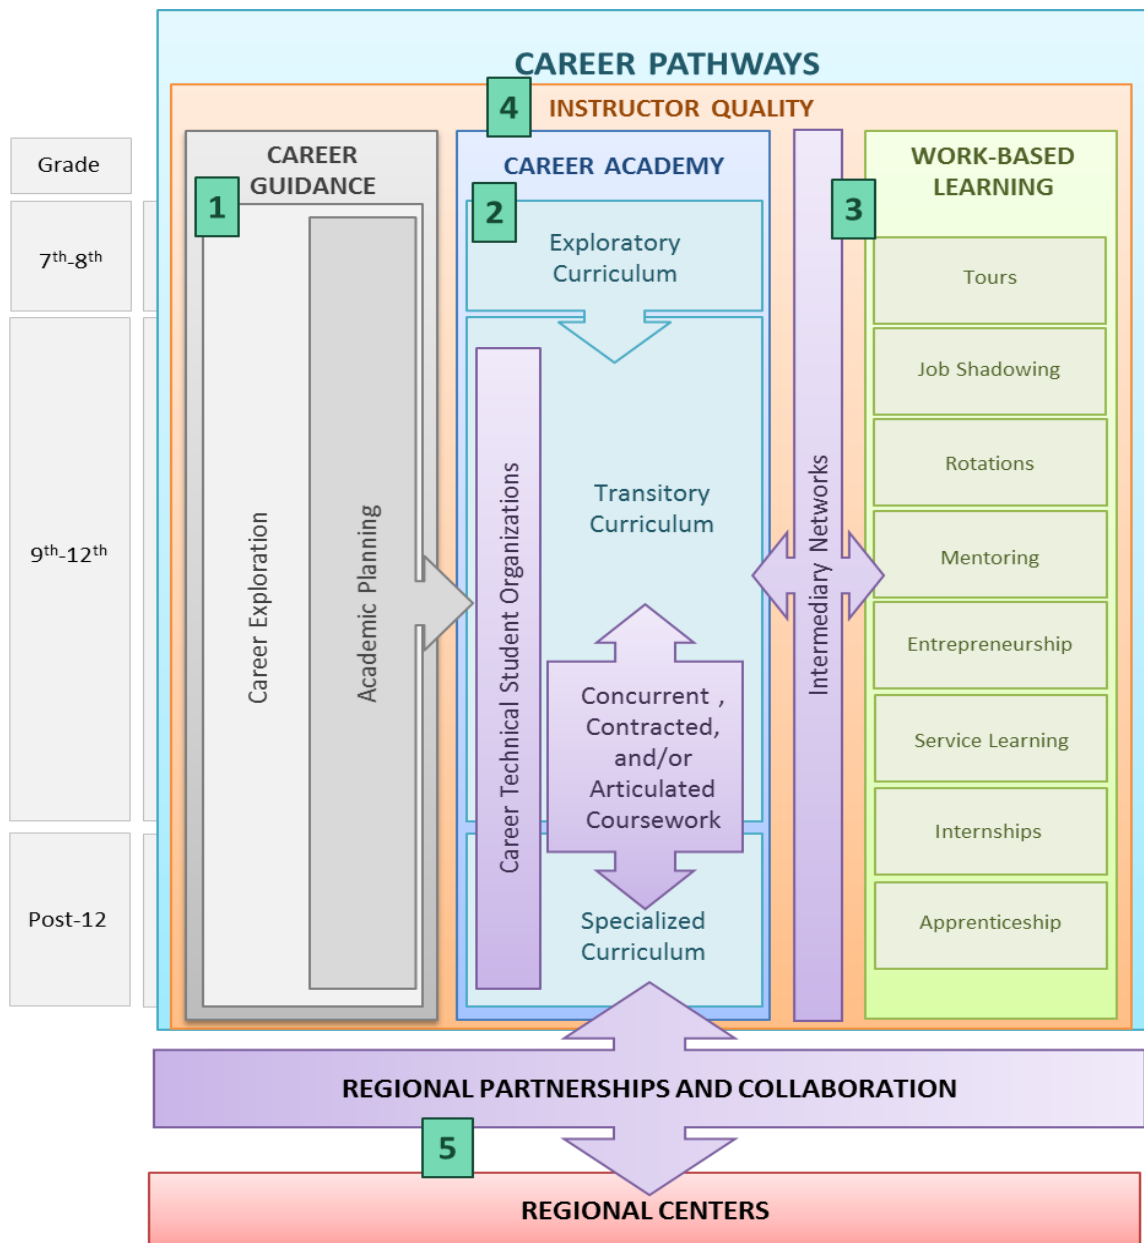 CAREER PATHWAYS
4
INSTRUCTOR QUALITY
Grade
7th-8th
9th-12th
Post-12
CAREER
GUIDANCE
1
Career Exploration
Academic Planning
CAREER ACADEMY
2
Exploratory
Curriculum
Transitory
Curriculum
Career Technical Student Organizations
Concurrent ,
Contracted,
and/or
Articulated
Coursework
Specialized
Curriculum
Intermediary Networks
WORK-BASED
LEARNING
3
Tours
Job Shadowing
Rotations
Mentoring
Entrepreneurship
Service Learning
Internships
Apprenticeship
REGIONAL PARTNERSHIPS AND COLLABORATION
5
REGIONAL CENTERS